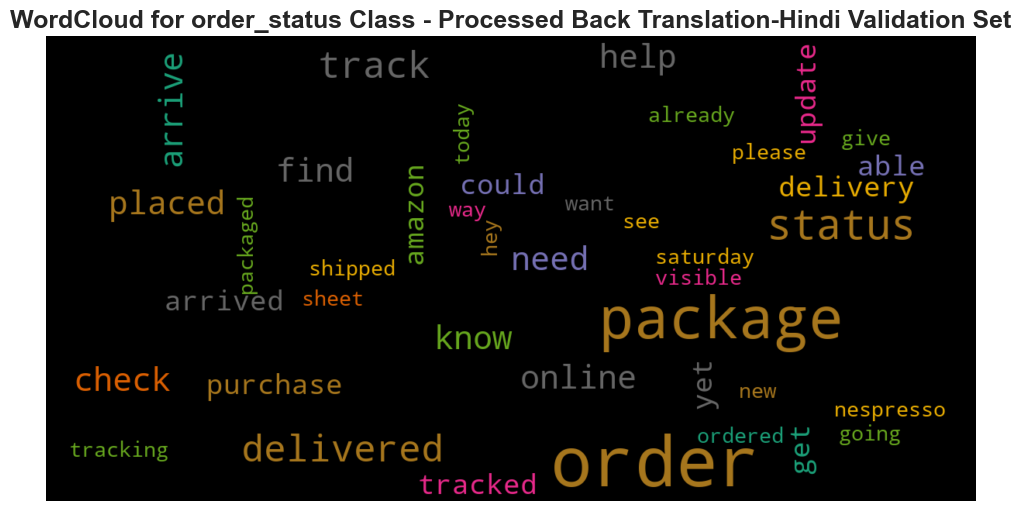 WordCloud for order_status Class - Processed Back Translation-Hindi Validation Set
arrive
track
help
update
today
already
give
please
able
find
could
delivery
placed
packaged
amazon
way
want
see
status
hey
need
saturday
shipped
visible
arrived
sheet
package
know
check
purchase
online
yet
new
nespresso
tracking
delivered
order
ordered
get
going
tracked